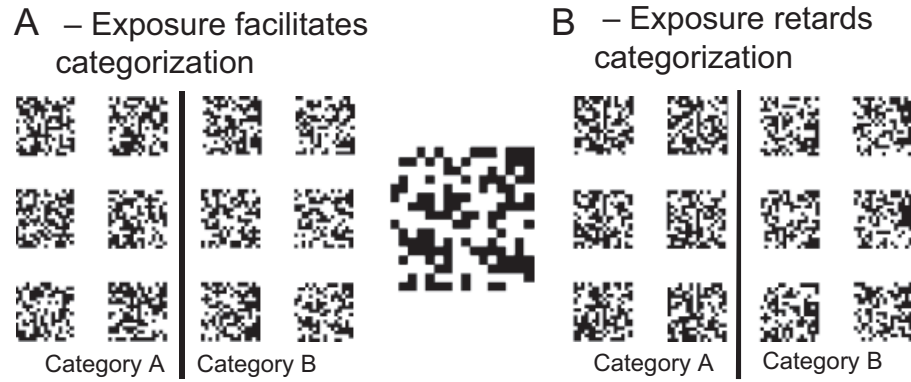 A – Exposure facilitates
categorization
Category A
Category B
B – Exposure retards
categorization
Category A
Category B